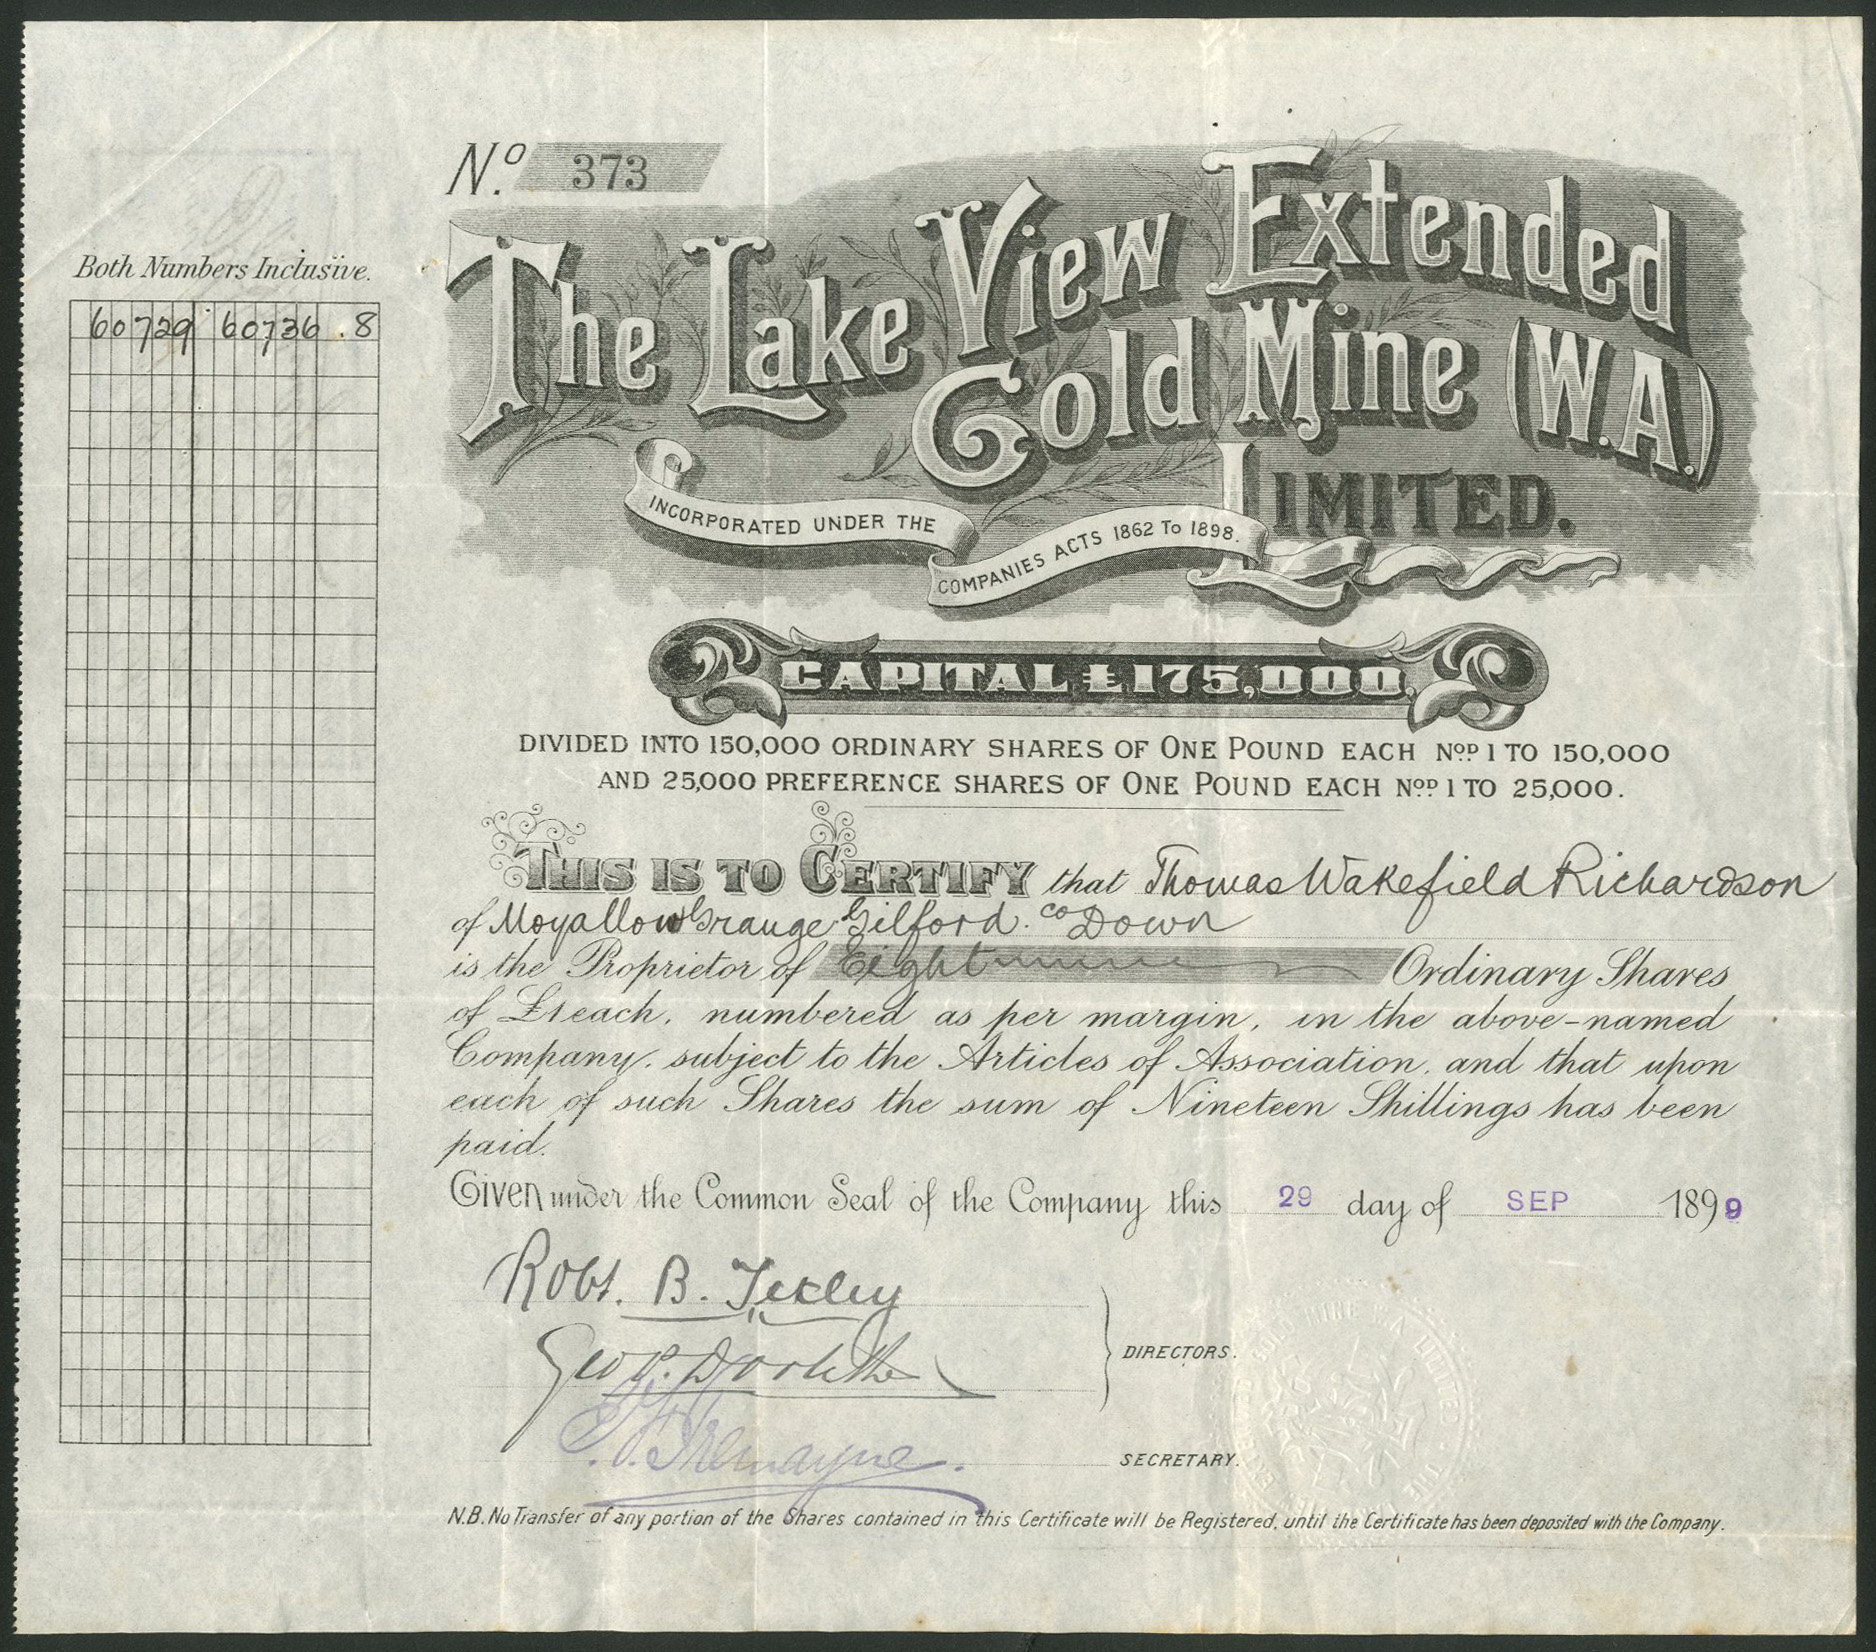 Nº 373
The Lake View Extended
Gold Mine (W.A.)
Limited.
INCORPORATED UNDER THE
COMPANIES ACTS 1862 To 1898.
CAPITAL £175,000.
DIVIDED INTO 150,000 ORDINARY SHARES OF ONE POUND EACH Nºᴰ 1 TO 150,000
AND 25,000 PREFERENCE SHARES OF ONE POUND EACH Nºᴰ 1 TO 25,000.
Both Numbers Inclusive.
60729 60736 8
THIS IS TO CERTIFY that Thomas Wakefield Richardson
of Moyallow Grange Gilford. Co Down
is the Proprietor of Eight Ordinary Shares
of £1 each, numbered as per margin, in the above-named
Company, subject to the Articles of Association, and that upon
each of such Shares the sum of Nineteen Shillings has been
paid.
Given under the Common Seal of the Company this 29 day of SEP 1899
Robt. B.
Geo
DIRECTORS.
Tremayne.
SECRETARY.
N.B. No Transfer of any portion of the Shares contained in this Certificate will be Registered, until the Certificate has been deposited with the Company.